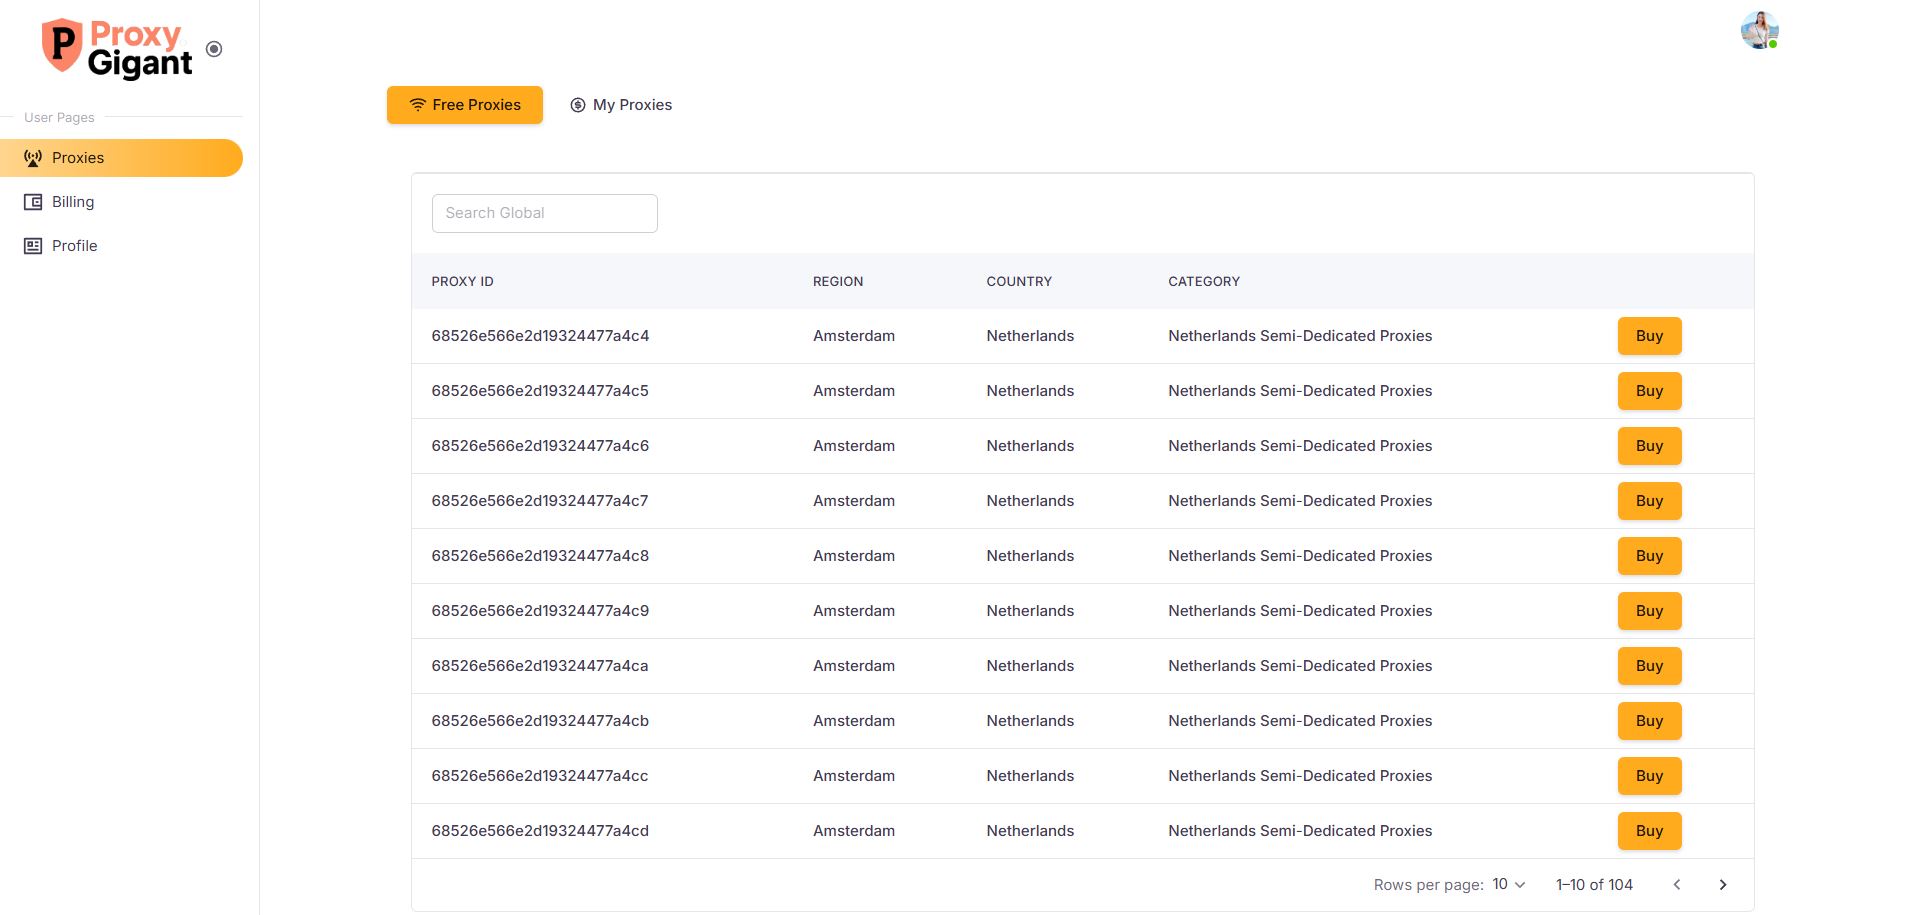 Proxy
Gigant
User Pages
Proxies
Billing
Profile
Free Proxies My Proxies
Search Global
PROXY ID REGION COUNTRY CATEGORY
68526e566e2d19324477a4c4 Amsterdam Netherlands Netherlands Semi-Dedicated Proxies Buy
68526e566e2d19324477a4c5 Amsterdam Netherlands Netherlands Semi-Dedicated Proxies Buy
68526e566e2d19324477a4c6 Amsterdam Netherlands Netherlands Semi-Dedicated Proxies Buy
68526e566e2d19324477a4c7 Amsterdam Netherlands Netherlands Semi-Dedicated Proxies Buy
68526e566e2d19324477a4c8 Amsterdam Netherlands Netherlands Semi-Dedicated Proxies Buy
68526e566e2d19324477a4c9 Amsterdam Netherlands Netherlands Semi-Dedicated Proxies Buy
68526e566e2d19324477a4ca Amsterdam Netherlands Netherlands Semi-Dedicated Proxies Buy
68526e566e2d19324477a4cb Amsterdam Netherlands Netherlands Semi-Dedicated Proxies Buy
68526e566e2d19324477a4cc Amsterdam Netherlands Netherlands Semi-Dedicated Proxies Buy
68526e566e2d19324477a4cd Amsterdam Netherlands Netherlands Semi-Dedicated Proxies Buy
Rows per page: 10 1–10 of 104